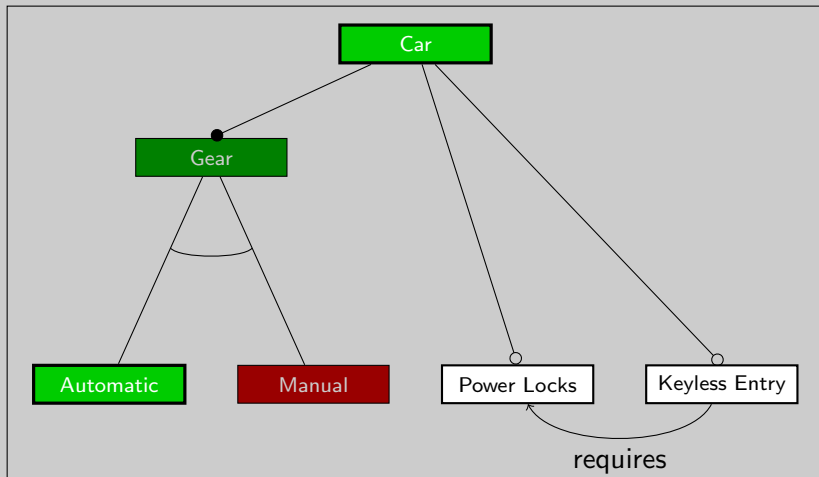 Car
Gear
Automatic
Manual
Power Locks
Keyless Entry
requires